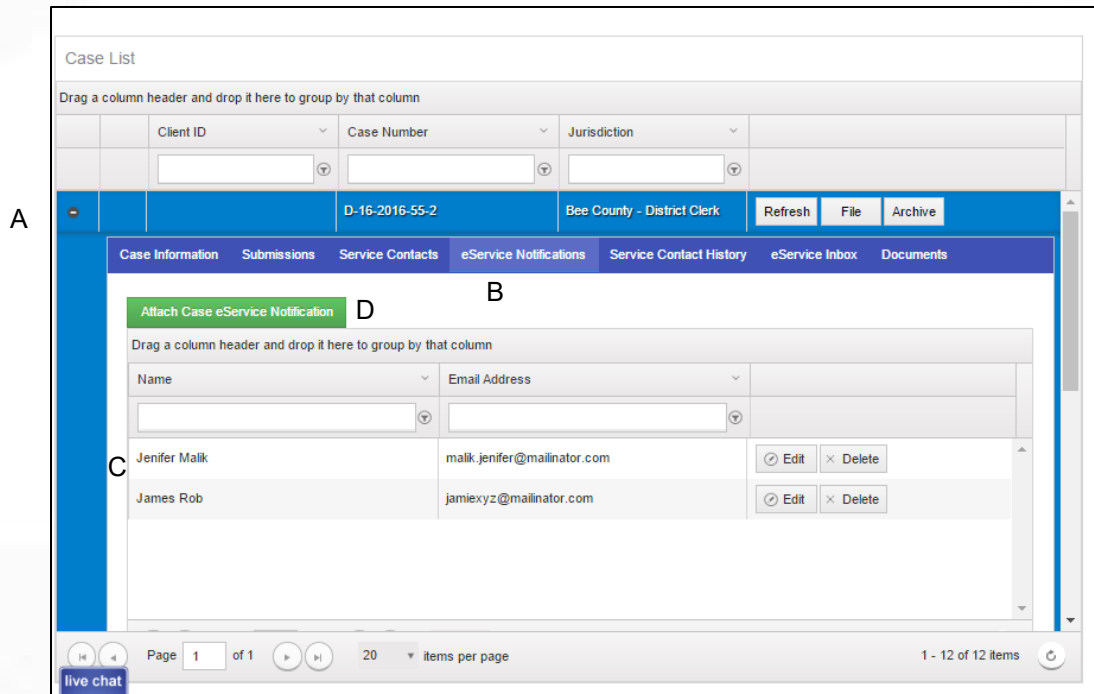 Case List
Drag a column header and drop it here to group by that column
Client ID Case Number Jurisdiction
A D-16-2016-55-2 Bee County - District Clerk Refresh File Archive
Case Information Submissions Service Contacts eService Notifications Service Contact History eService Inbox Documents
B
Attach Case eService Notification D
Drag a column header and drop it here to group by that column
Name Email Address
C Jenifer Malik malik.jenifer@mailinator.com Edit Delete
James Rob jamiexyz@mailinator.com Edit Delete
Page 1 of 1 20 items per page 1 - 12 of 12 items
live chat